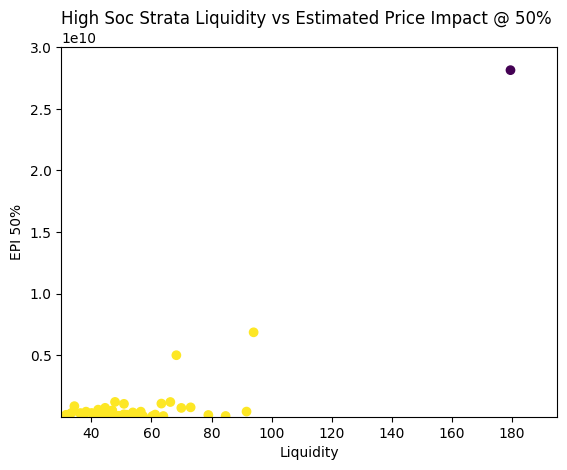 High Soc Strata Liquidity vs Estimated Price Impact @ 50%
1e10
3.0
2.5
2.0
1.5
1.0
0.5
EPI 50%
40 60 80 100 120 140 160 180
Liquidity